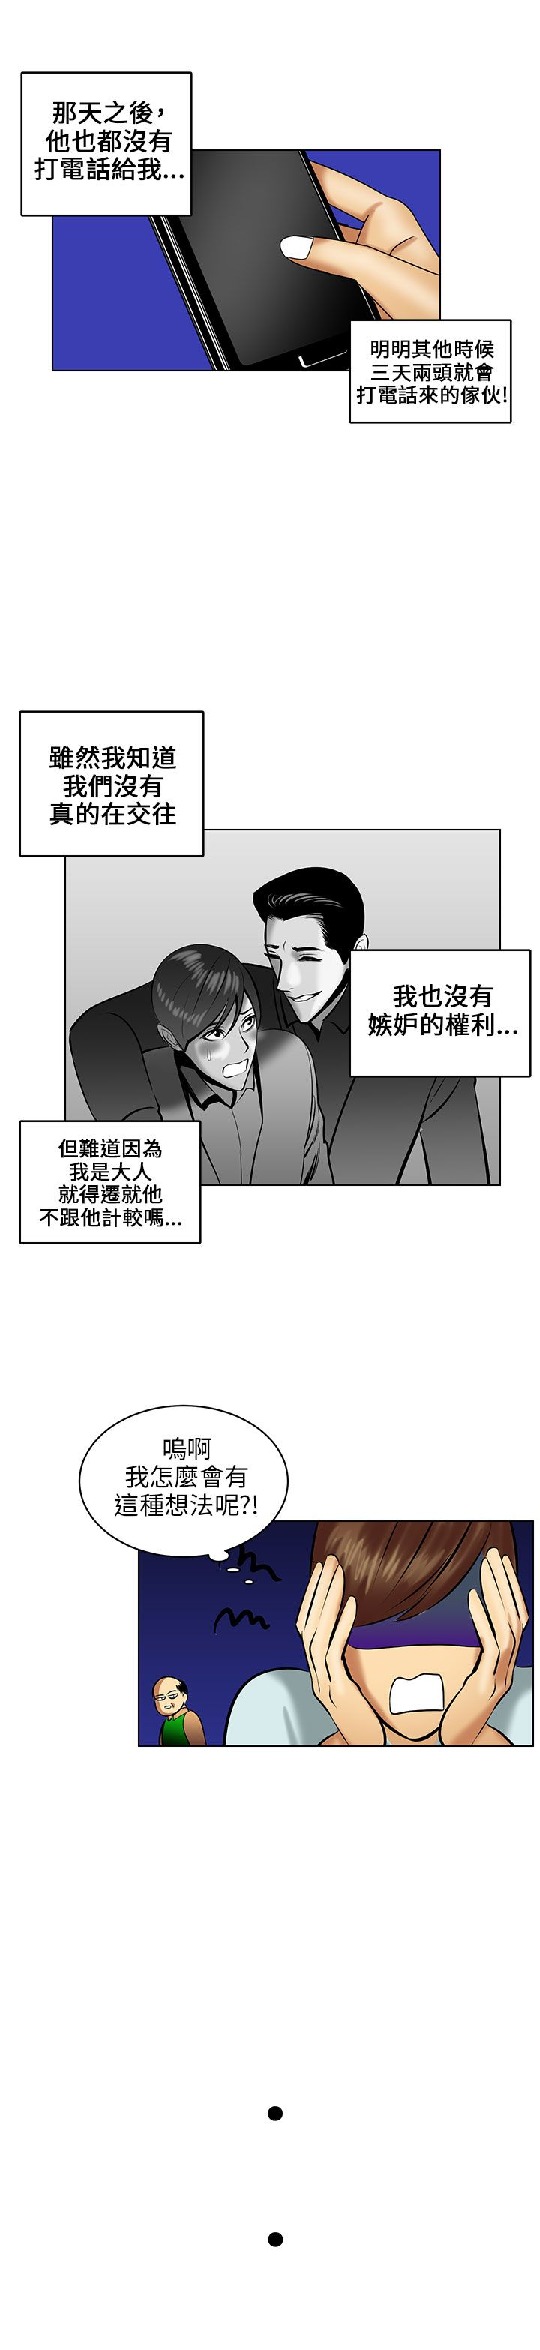 那天之後，
他也都沒有
打電話給我...
明明其他時候
三天兩頭就會
打電話來的傢伙!
雖然我知道
我們沒有
真的在交往
我也沒有
嫉妒的權利...
但難道因為
我是大人
就得遷就他
不跟他計較嗎...
嗚啊
我怎麼會有
這種想法呢?!